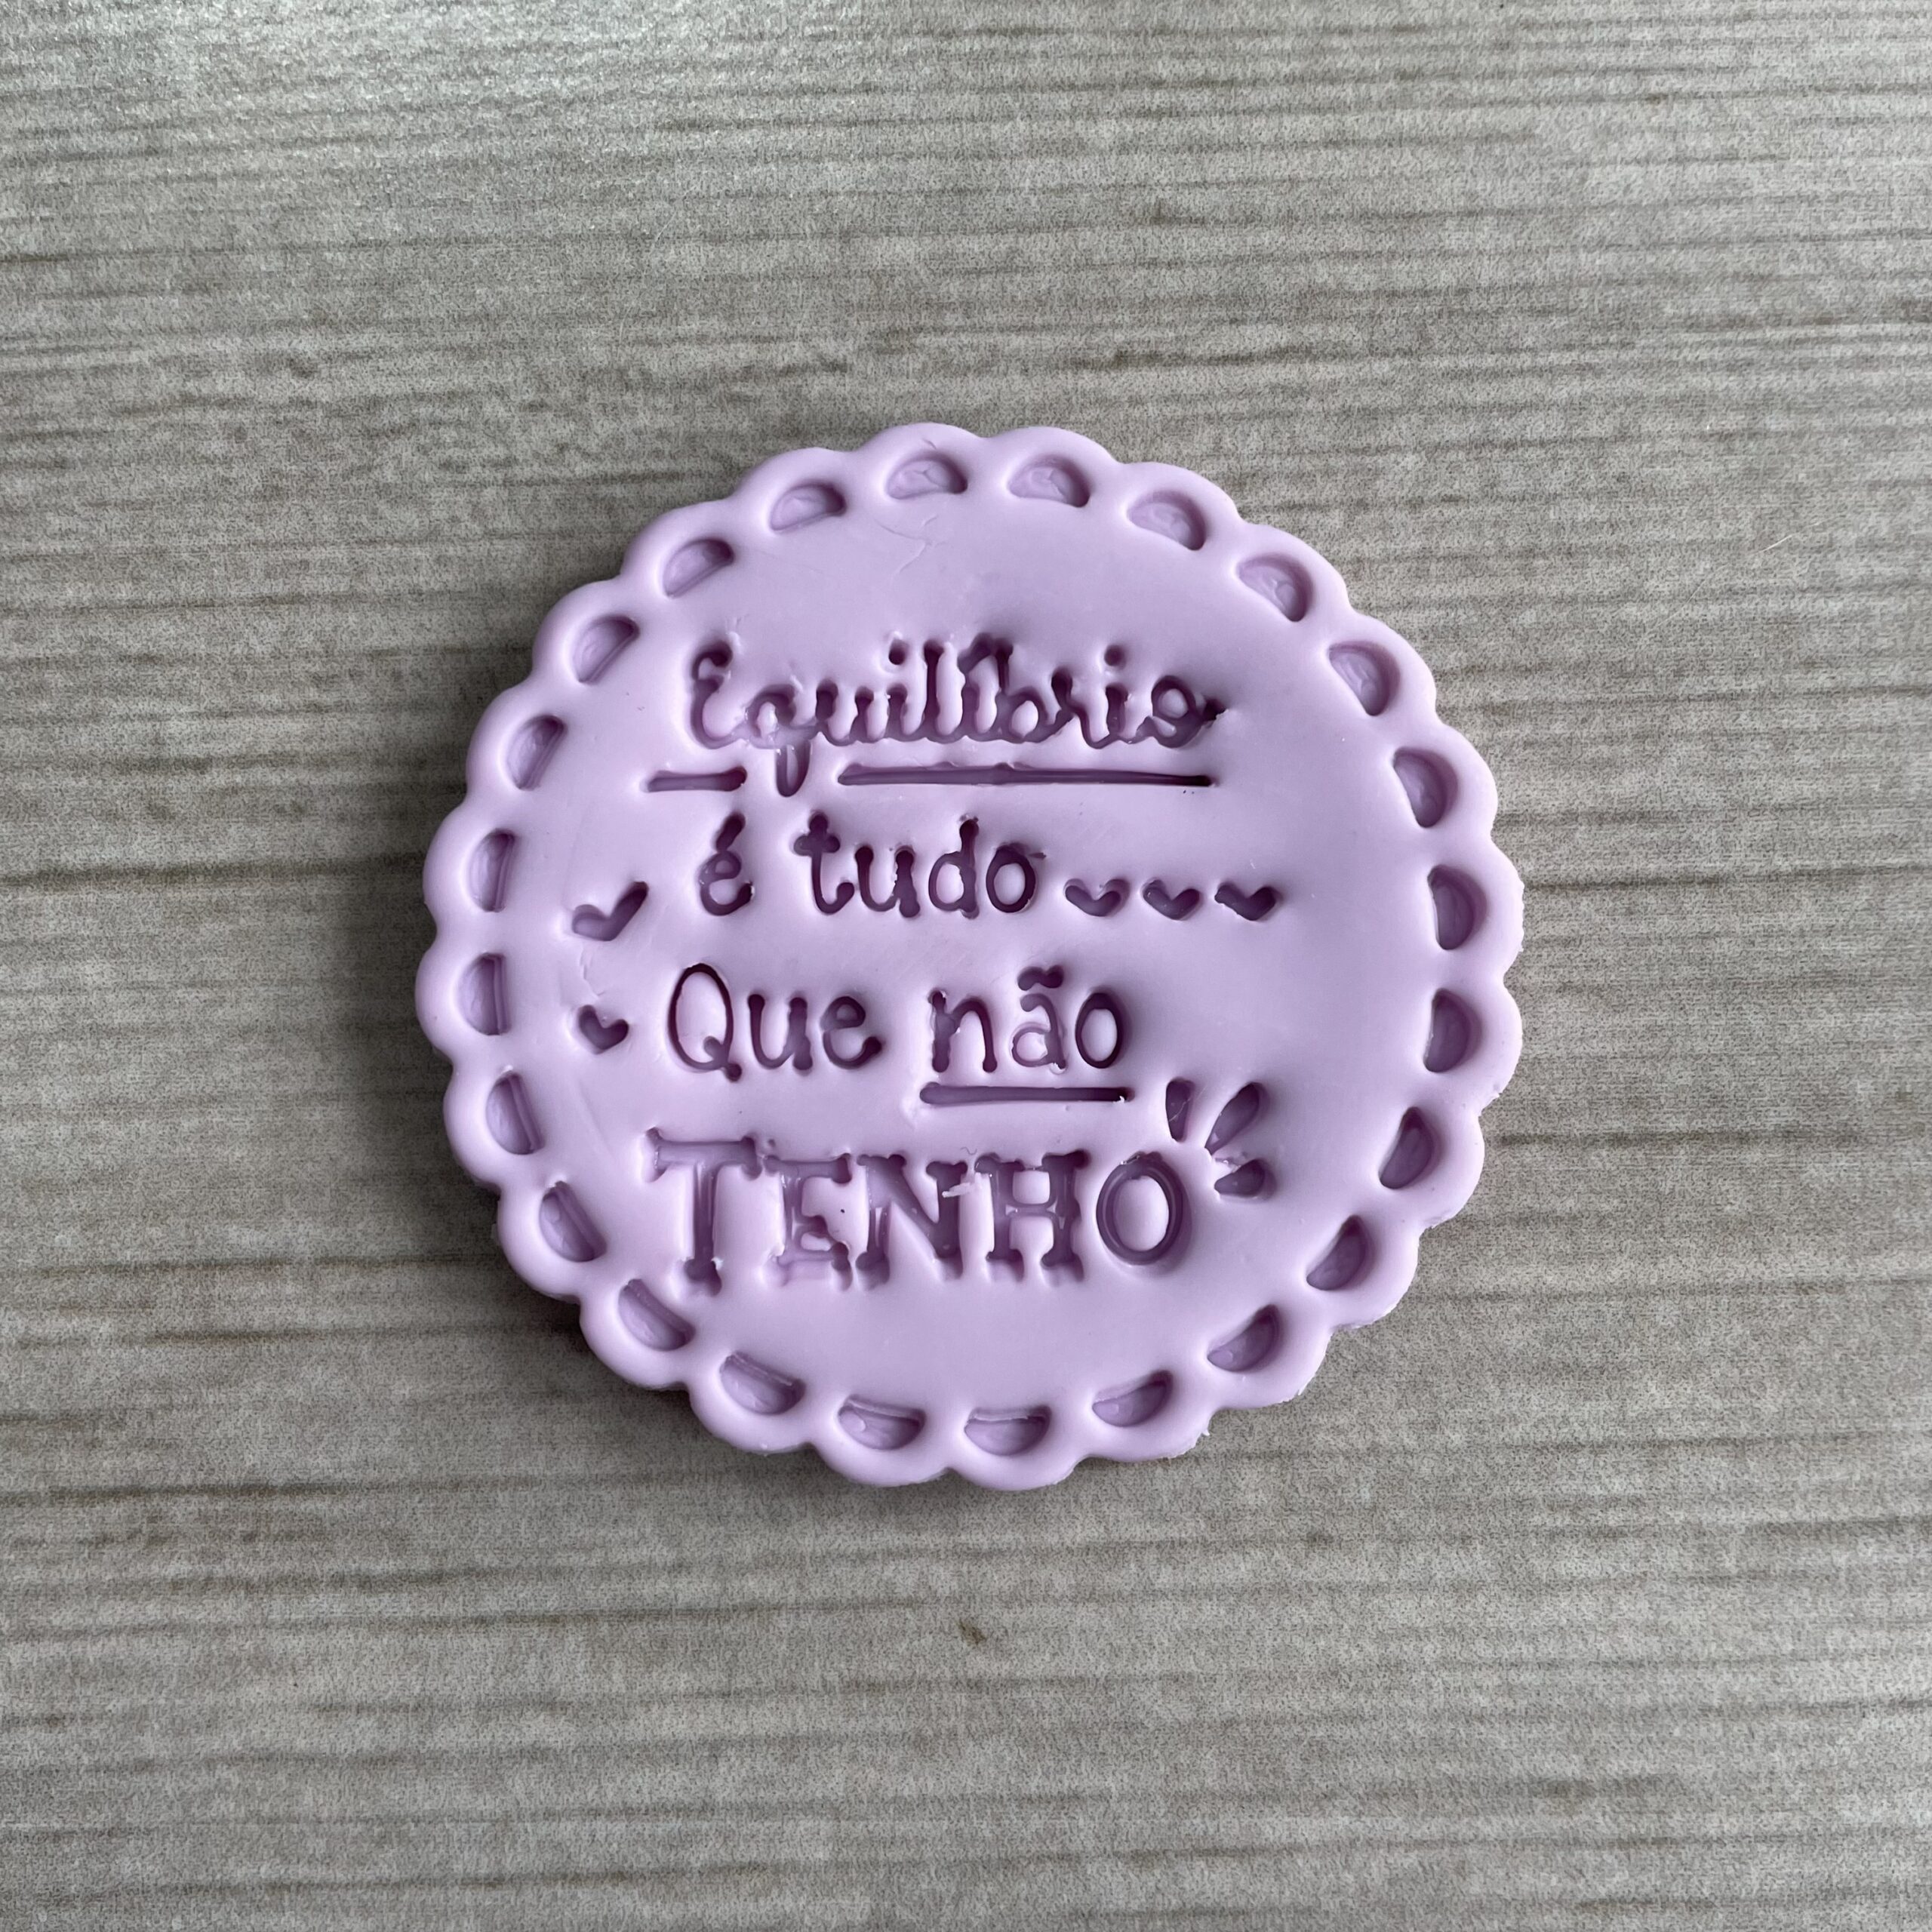 Equilíbrio
é tudo
Que não
TENHO